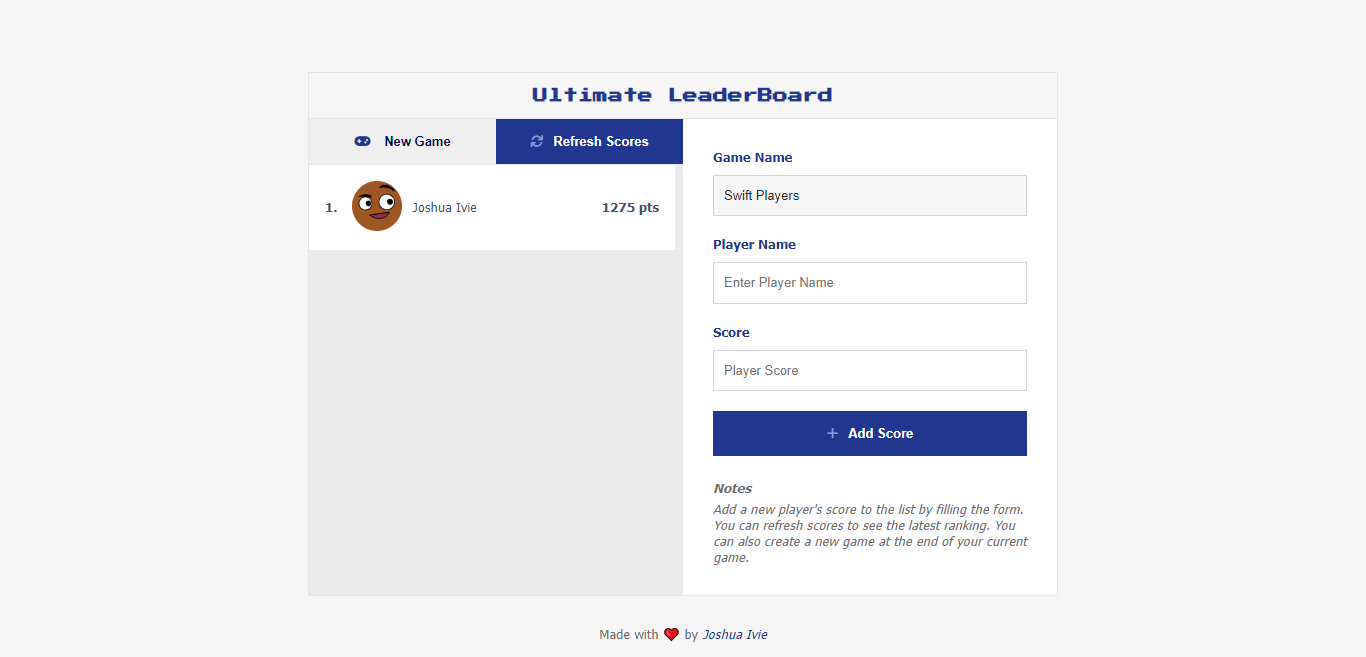 Ultimate LeaderBoard
New Game
Refresh Scores
1.
Joshua Ivie
1275 pts
Game Name
Swift Players
Player Name
Enter Player Name
Score
Player Score
+ Add Score
Notes
Add a new player's score to the list by filling the form.
You can refresh scores to see the latest ranking. You
can also create a new game at the end of your current
game.
Made with ❤ by Joshua Ivie